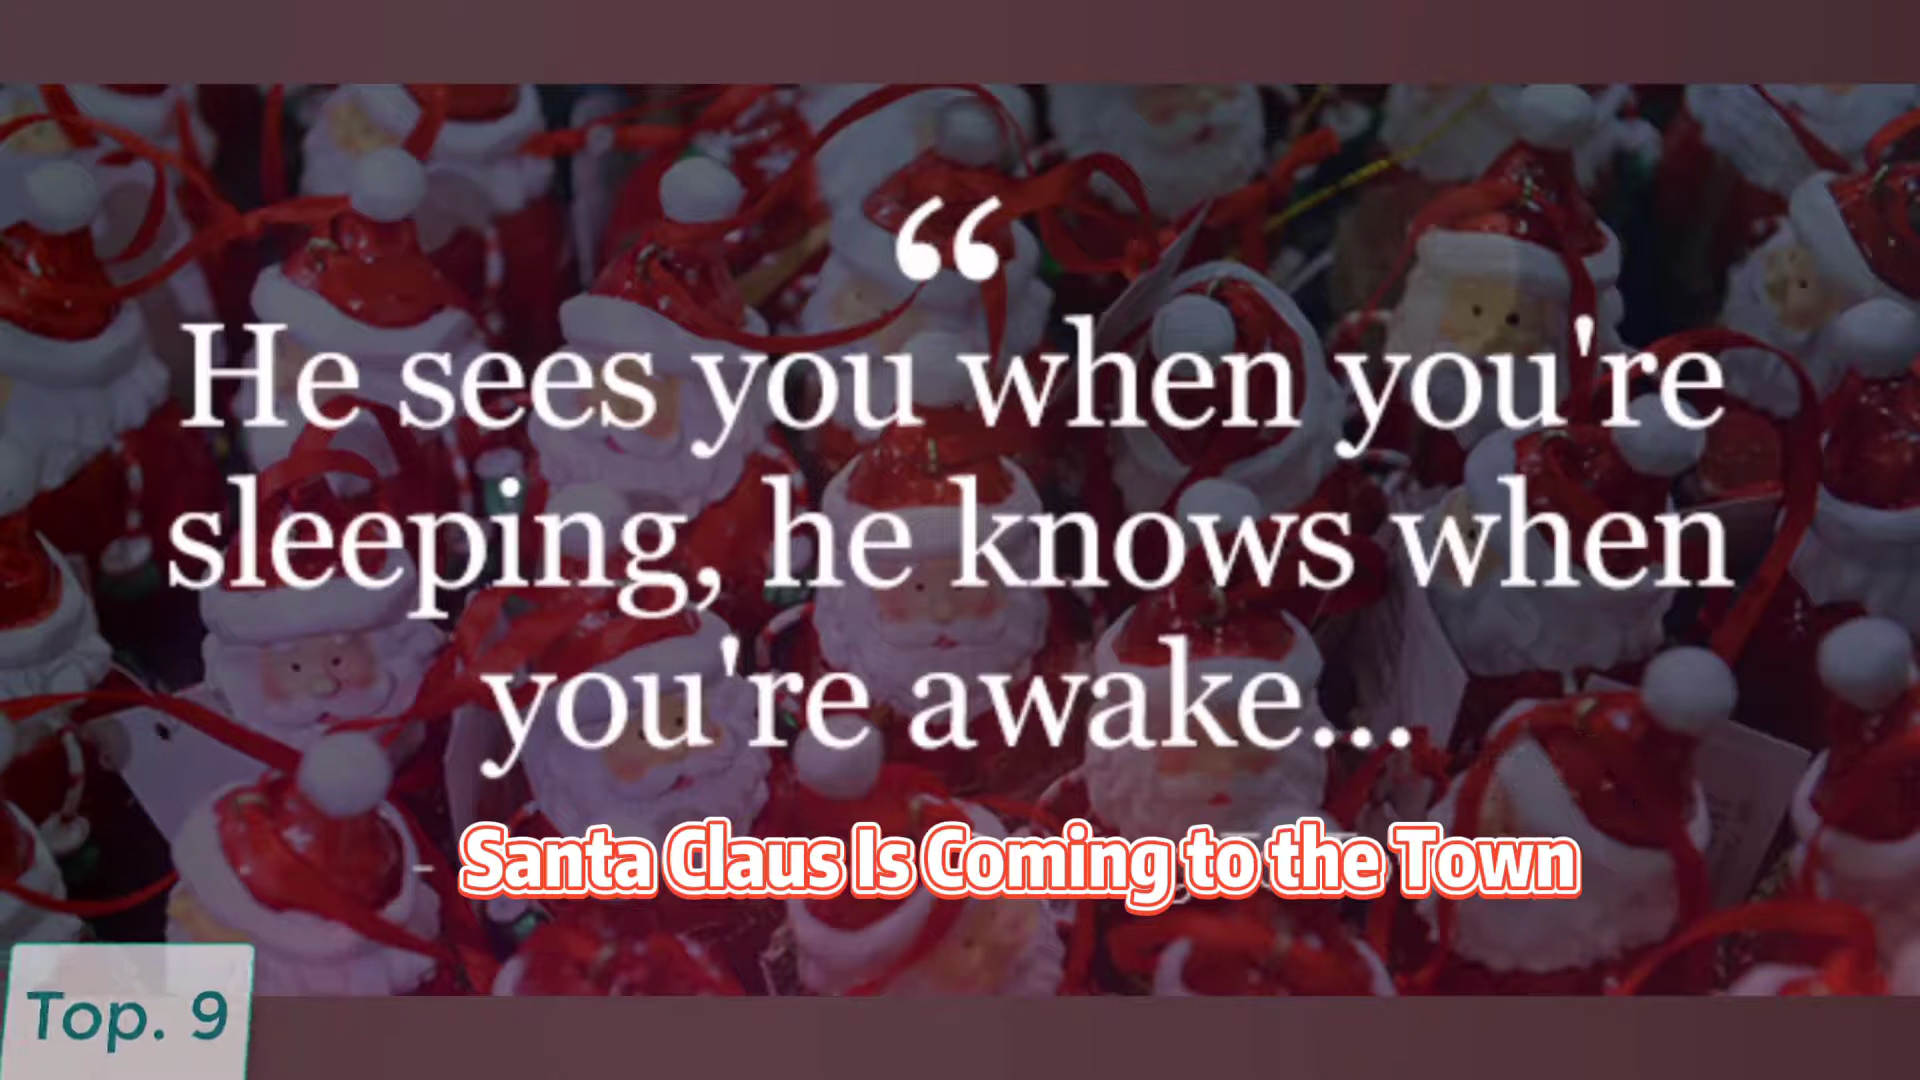 “
He sees you when you're
sleeping, he knows when
you're awake...
- Santa Claus Is Coming to the Town
Top. 9